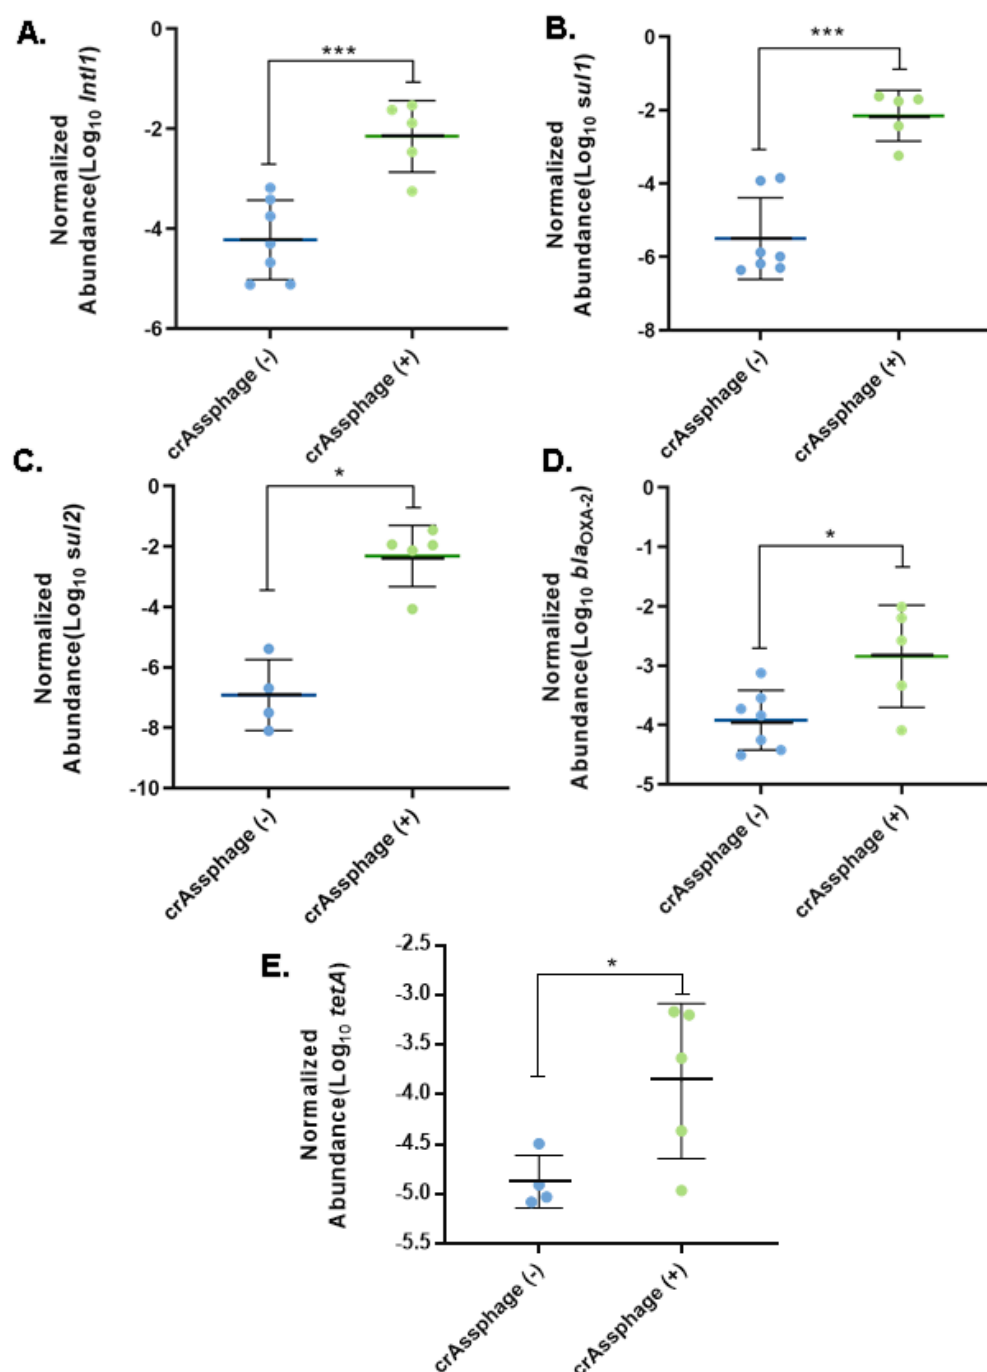 A.
Normalized
Abundance(Log₁₀ IntI1)
0
-2
-4
-6
***
crAssphage (-)
crAssphage (+)
B.
Normalized
Abundance(Log₁₀ sul1)
0
-2
-4
-6
-8
***
crAssphage (-)
crAssphage (+)
C.
Normalized
Abundance(Log₁₀ sul2)
0
-2
-4
-6
-8
-10
*
crAssphage (-)
crAssphage (+)
D.
Normalized
Abundance(Log₁₀ blaOXA-2)
0
-1
-2
-3
-4
-5
*
crAssphage (-)
crAssphage (+)
E.
Normalized
Abundance(Log₁₀ tetA)
-2.5
-3.0
-3.5
-4.0
-4.5
-5.0
-5.5
*
crAssphage (-)
crAssphage (+)